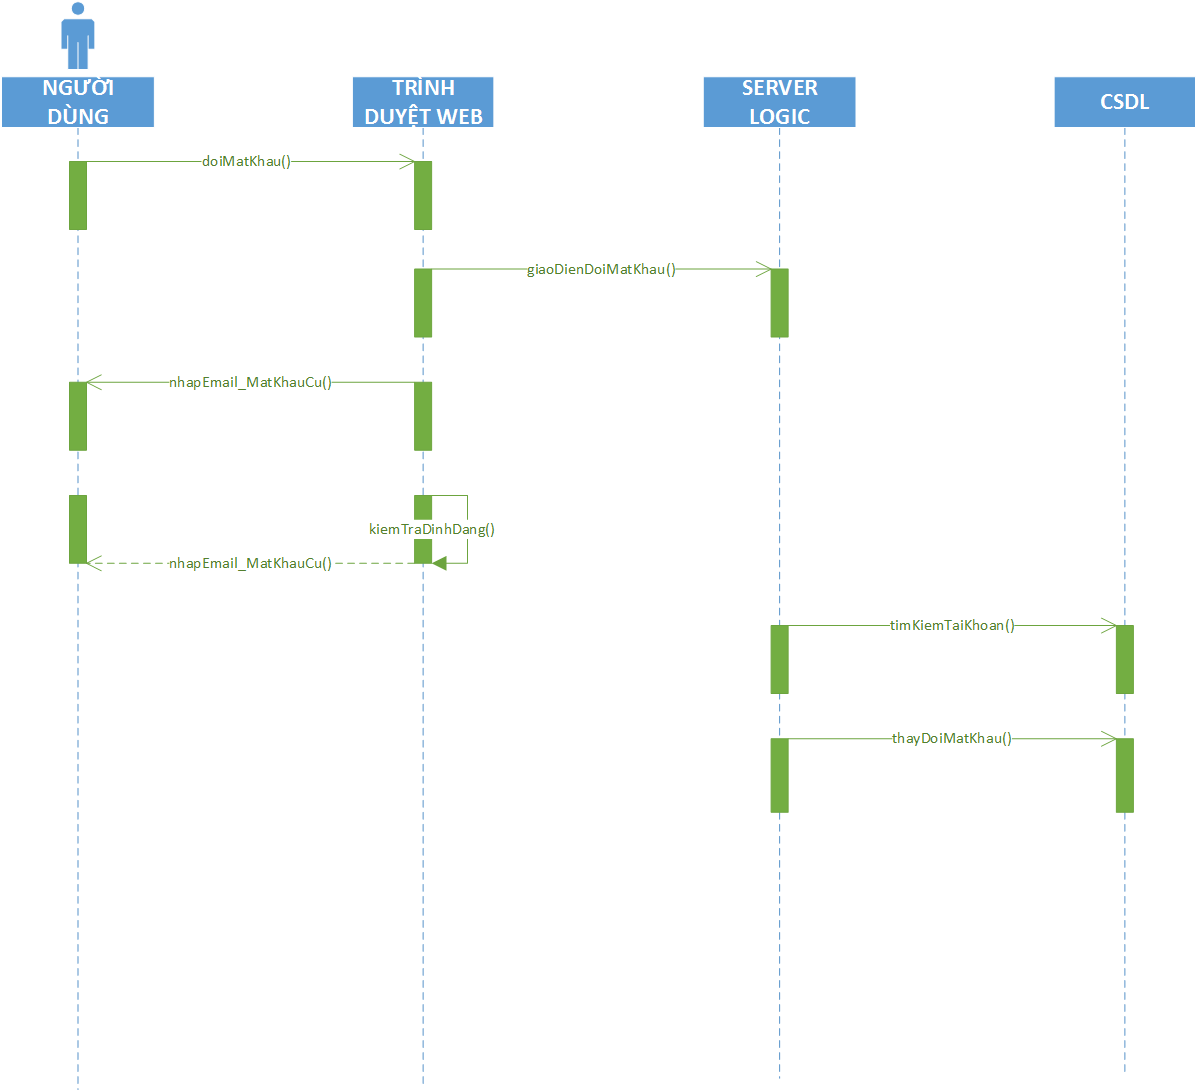 NGƯỜI
DÙNG
TRÌNH
DUYỆT WEB
SERVER
LOGIC
CSDL
doiMatKhau()
giaoDienDoiMatKhau()
nhapEmail_MatKhauCu()
kiemTraDinhDang()
nhapEmail_MatKhauCu()
timKiemTaiKhoan()
thayDoiMatKhau()